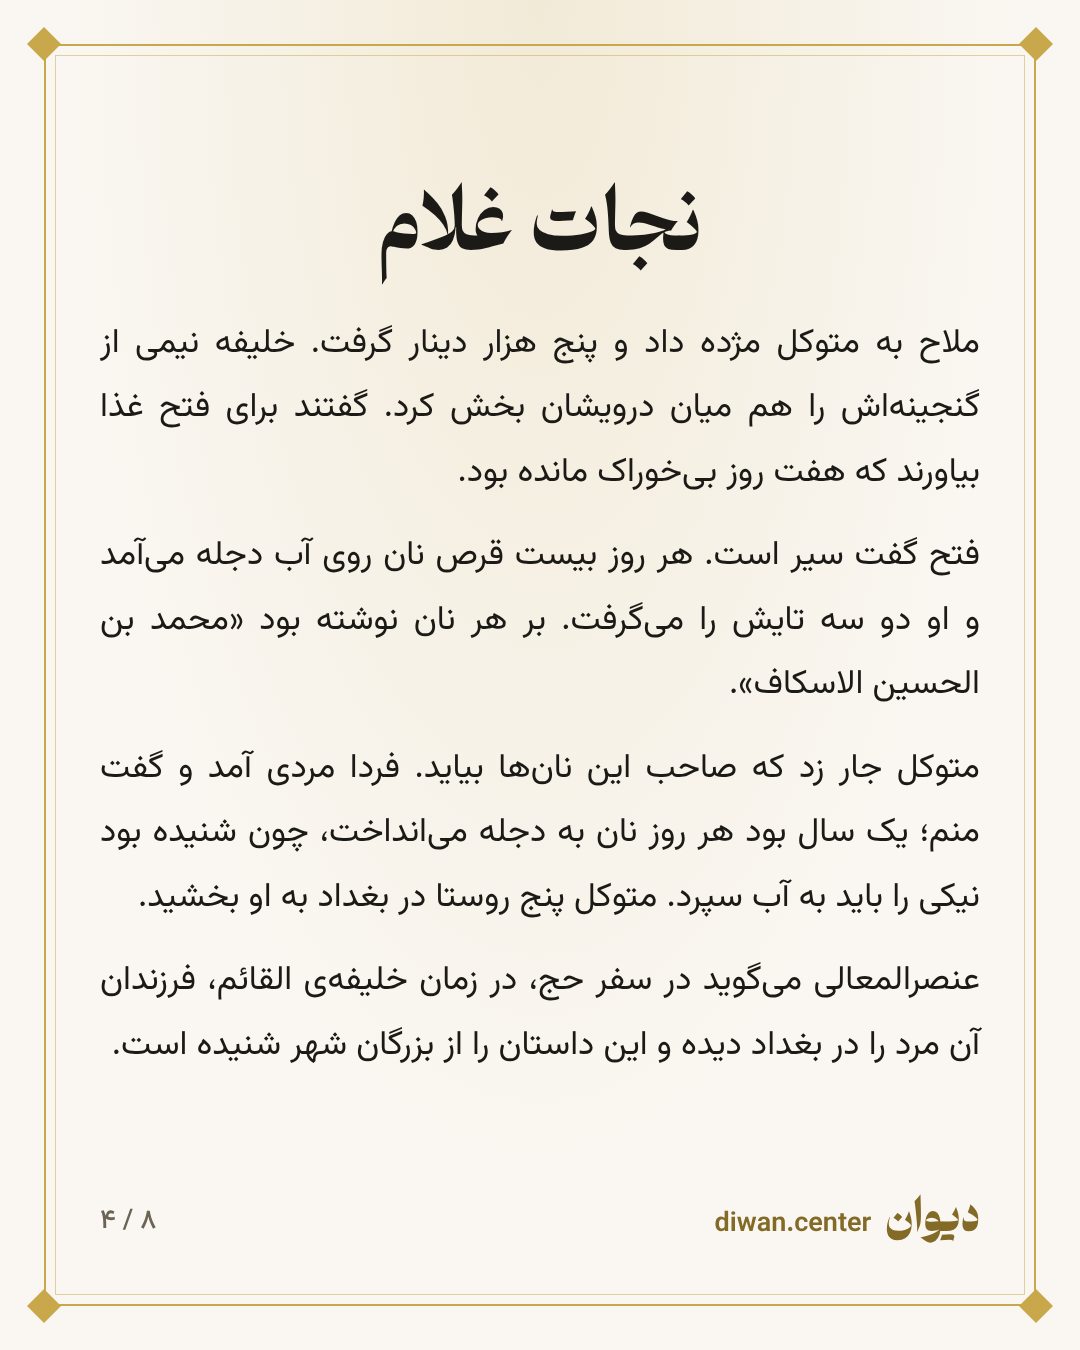 نجات غلام
ملاح به متوکل مژده داد و پنج هزار دینار گرفت. خلیفه نیمی از
گنجینه‌اش را هم میان درویشان بخش کرد. گفتند برای فتح غذا
بیاورند که هفت روز بی‌خوراک مانده بود.
فتح گفت سیر است. هر روز بیست قرص نان روی آب دجله می‌آمد
و او دو سه تایش را می‌گرفت. بر هر نان نوشته بود «محمد بن
الحسین الاسکاف».
متوکل جار زد که صاحب این نان‌ها بیاید. فردا مردی آمد و گفت
منم؛ یک سال بود هر روز نان به دجله می‌انداخت، چون شنیده بود
نیکی را باید به آب سپرد. متوکل پنج روستا در بغداد به او بخشید.
عنصرالمعالی می‌گوید در سفر حج، در زمان خلیفه‌ی القائم، فرزندان
آن مرد را در بغداد دیده و این داستان را از بزرگان شهر شنیده است.
دیوان diwan.center
۴ / ۸